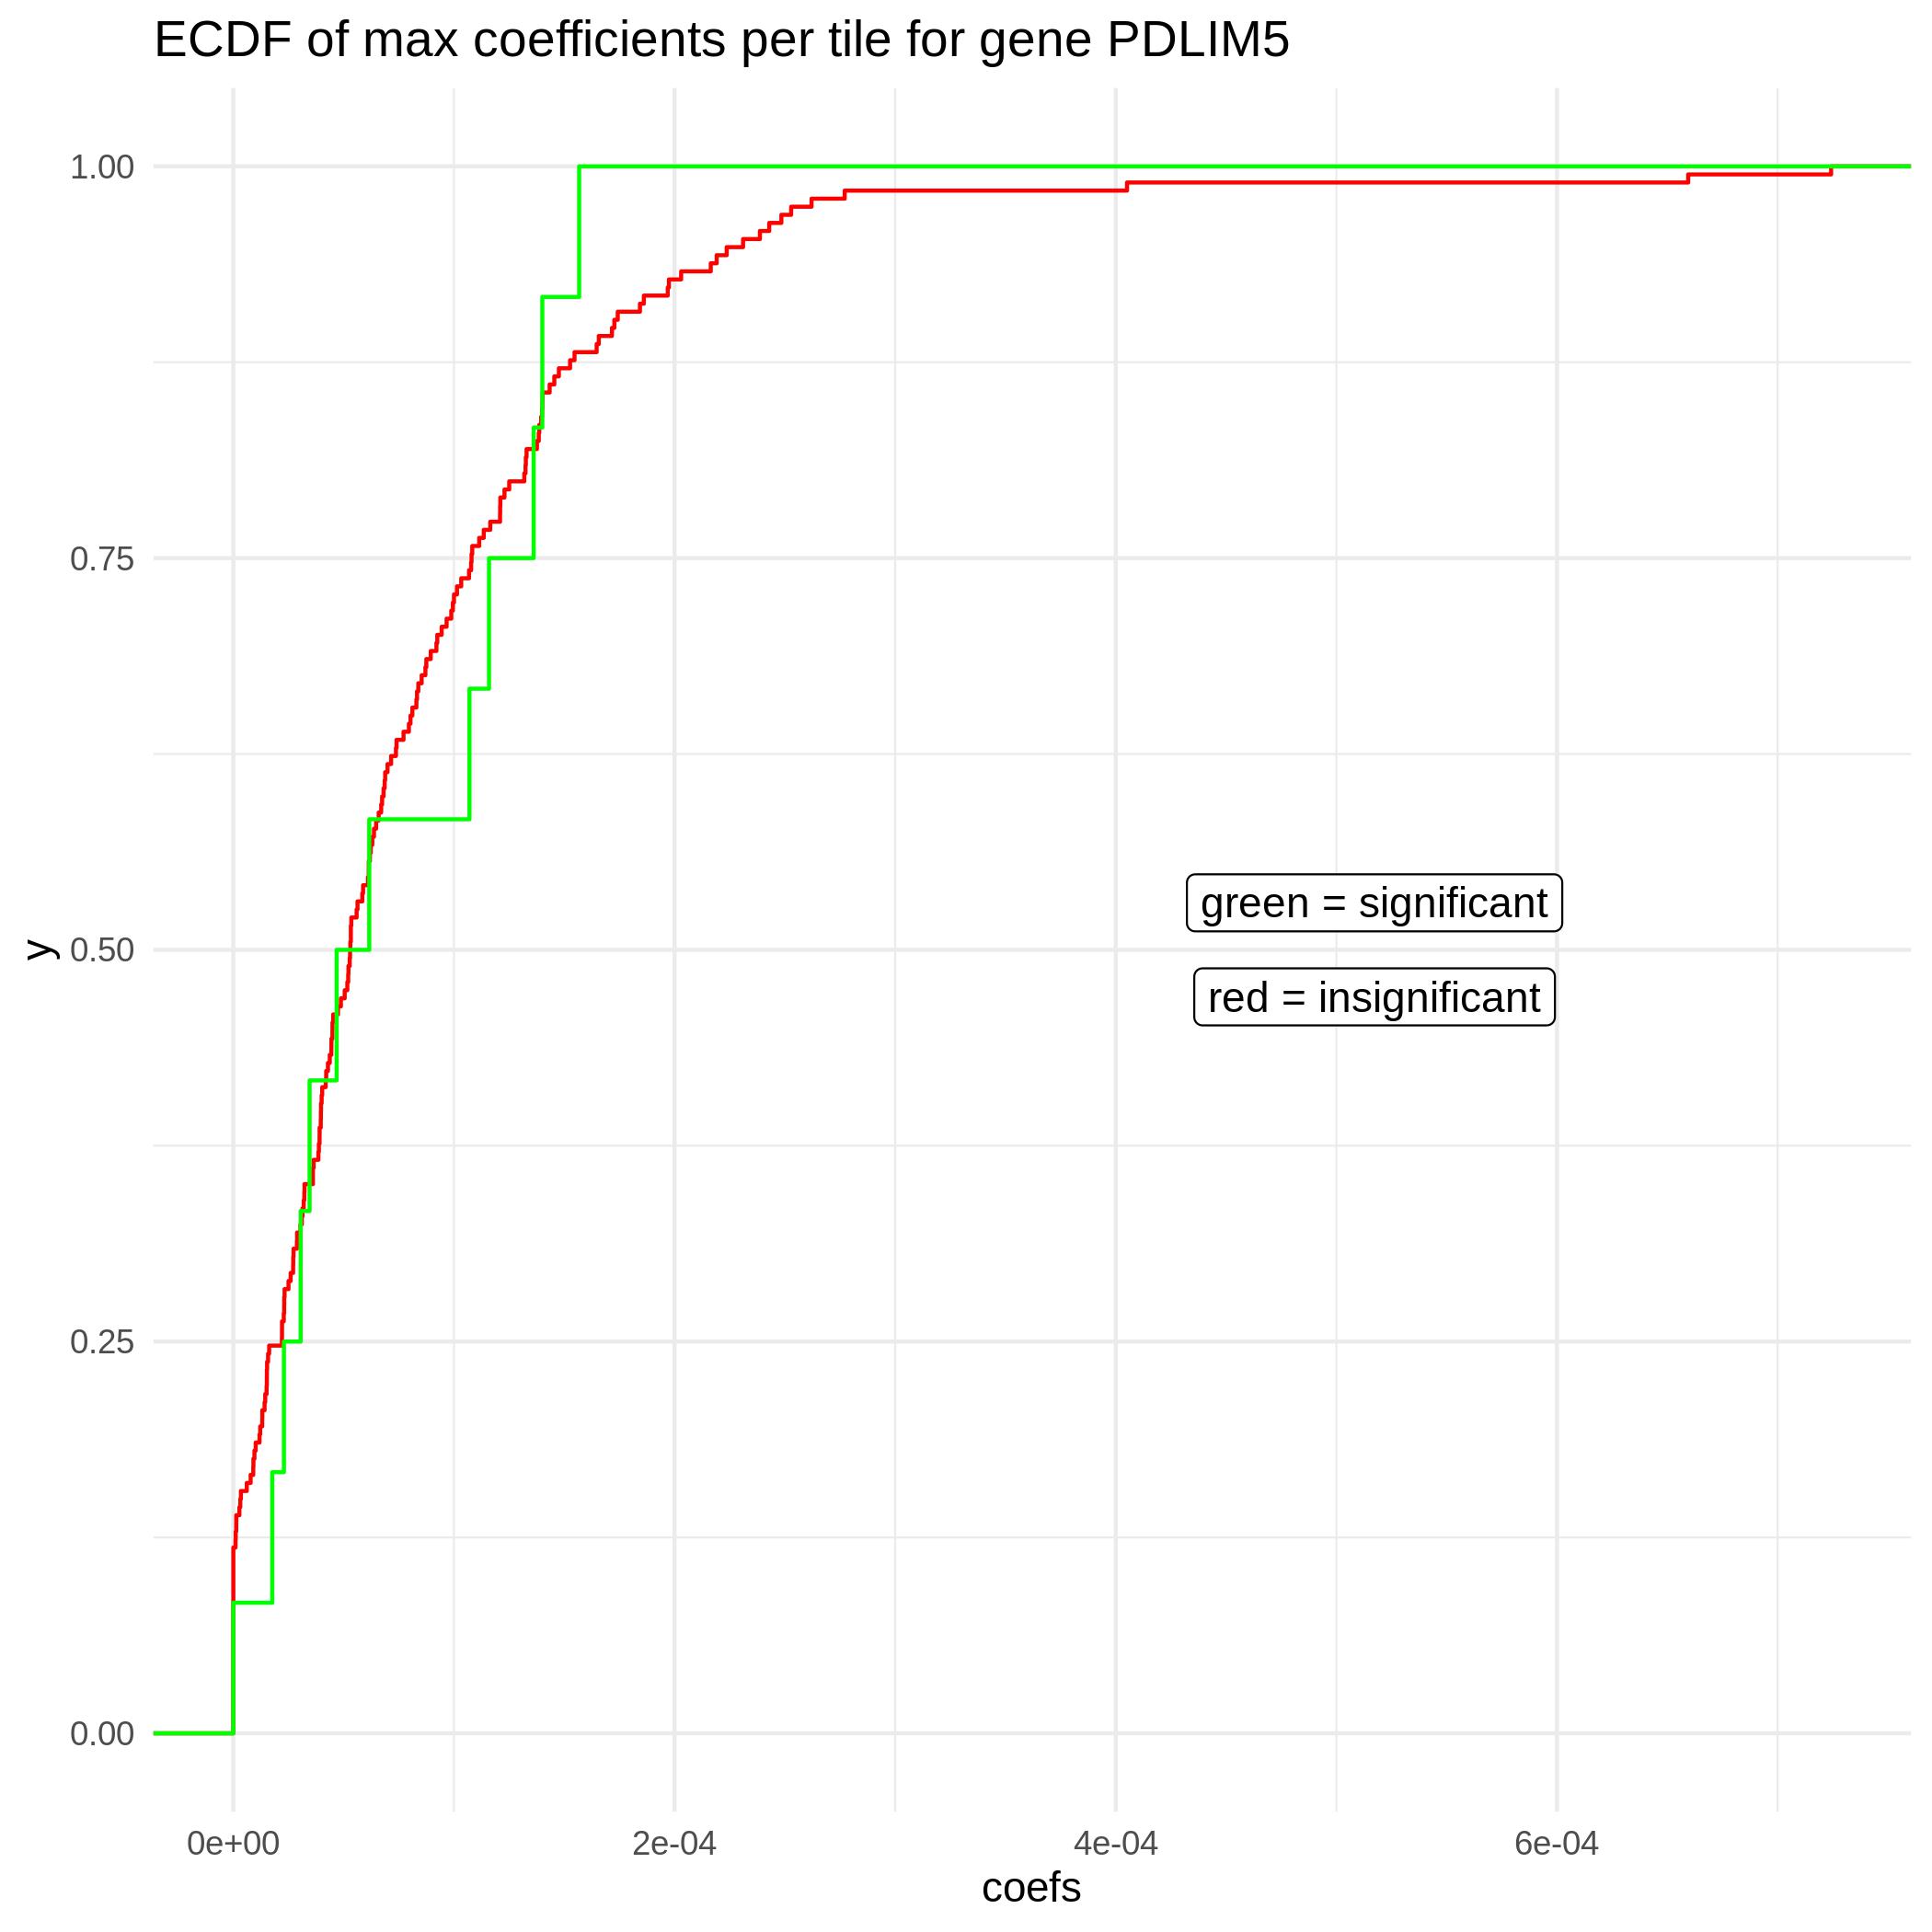 ECDF of max coefficients per tile for gene PDLIM5
1.00
0.75
0.50
0.25
0.00
y
green = significant
red = insignificant
0e+00
2e-04
4e-04
6e-04
coefs